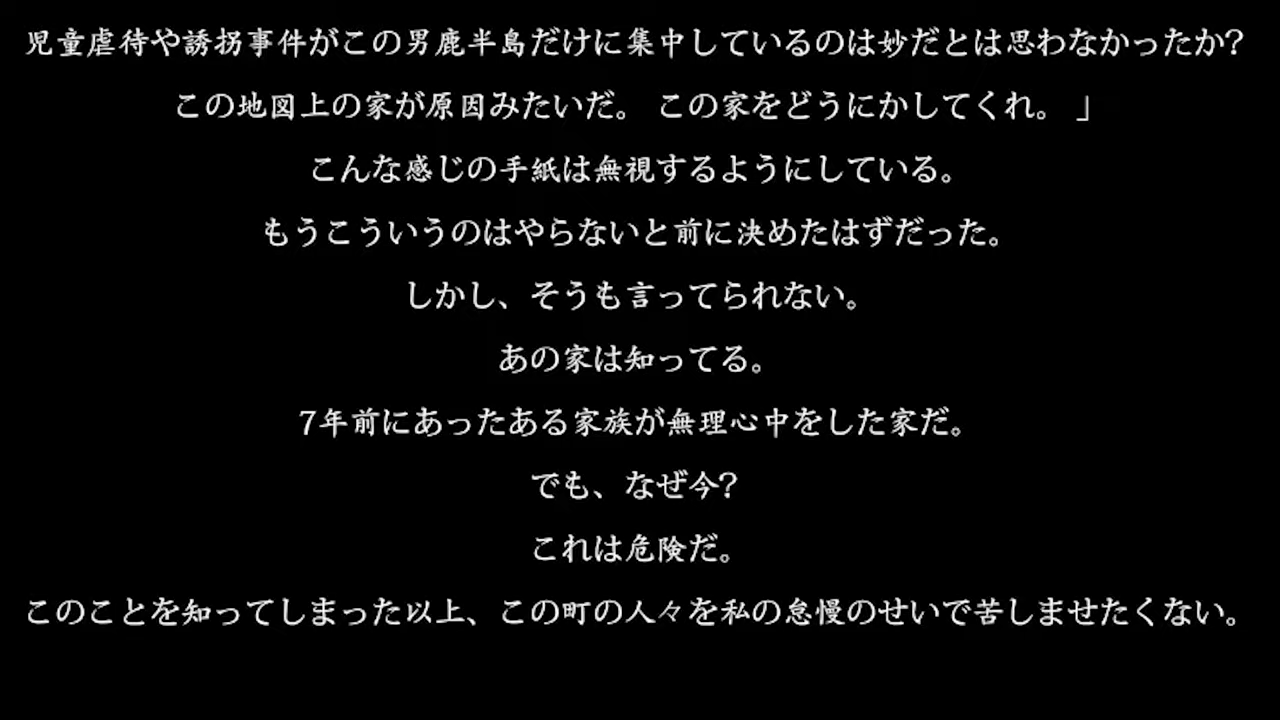 児童虐待や誘拐事件がこの男鹿半島だけに集中しているのは妙だとは思わなかったか?
この地図上の家が原因みたいだ。 この家をどうにかしてくれ。」
こんな感じの手紙は無視するようにしている。
もうこういうのはやらないと前に決めたはずだった。
しかし、そうも言ってられない。
あの家は知ってる。
7年前にあったある家族が無理心中をした家だ。
でも、なぜ今?
これは危険だ。
このことを知ってしまった以上、この町の人々を私の怠慢のせいで苦しませたくない。